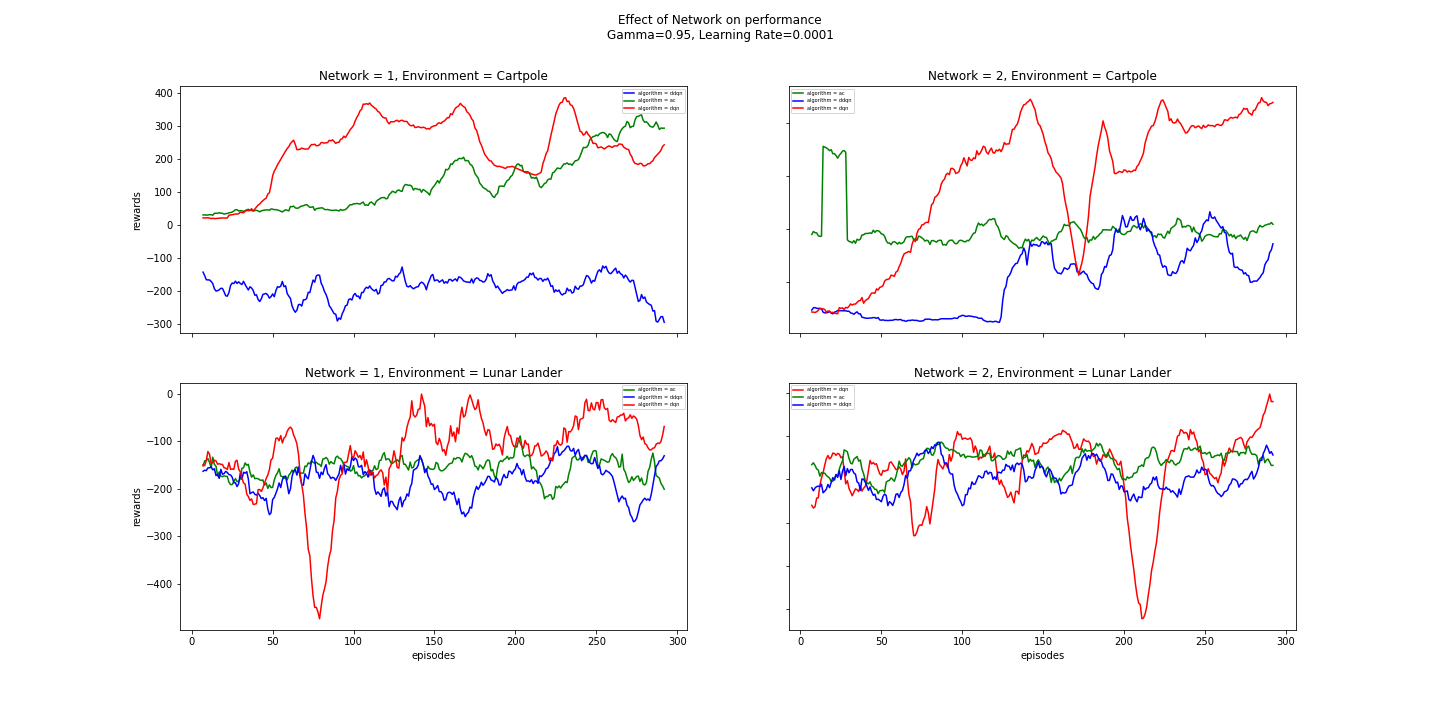 Effect of Network on performance
Gamma=0.95, Learning Rate=0.0001
Network = 1, Environment = Cartpole
400
300
200
100
0
−100
−200
−300
rewards
algorithm = ddqn
algorithm = ac
algorithm = dqn
Network = 2, Environment = Cartpole
algorithm = ac
algorithm = ddqn
algorithm = dqn
Network = 1, Environment = Lunar Lander
0
−100
−200
−300
−400
rewards
algorithm = ac
algorithm = ddqn
algorithm = dqn
0 50 100 150 200 250 300
episodes
Network = 2, Environment = Lunar Lander
algorithm = dqn
algorithm = ac
algorithm = ddqn
0 50 100 150 200 250 300
episodes